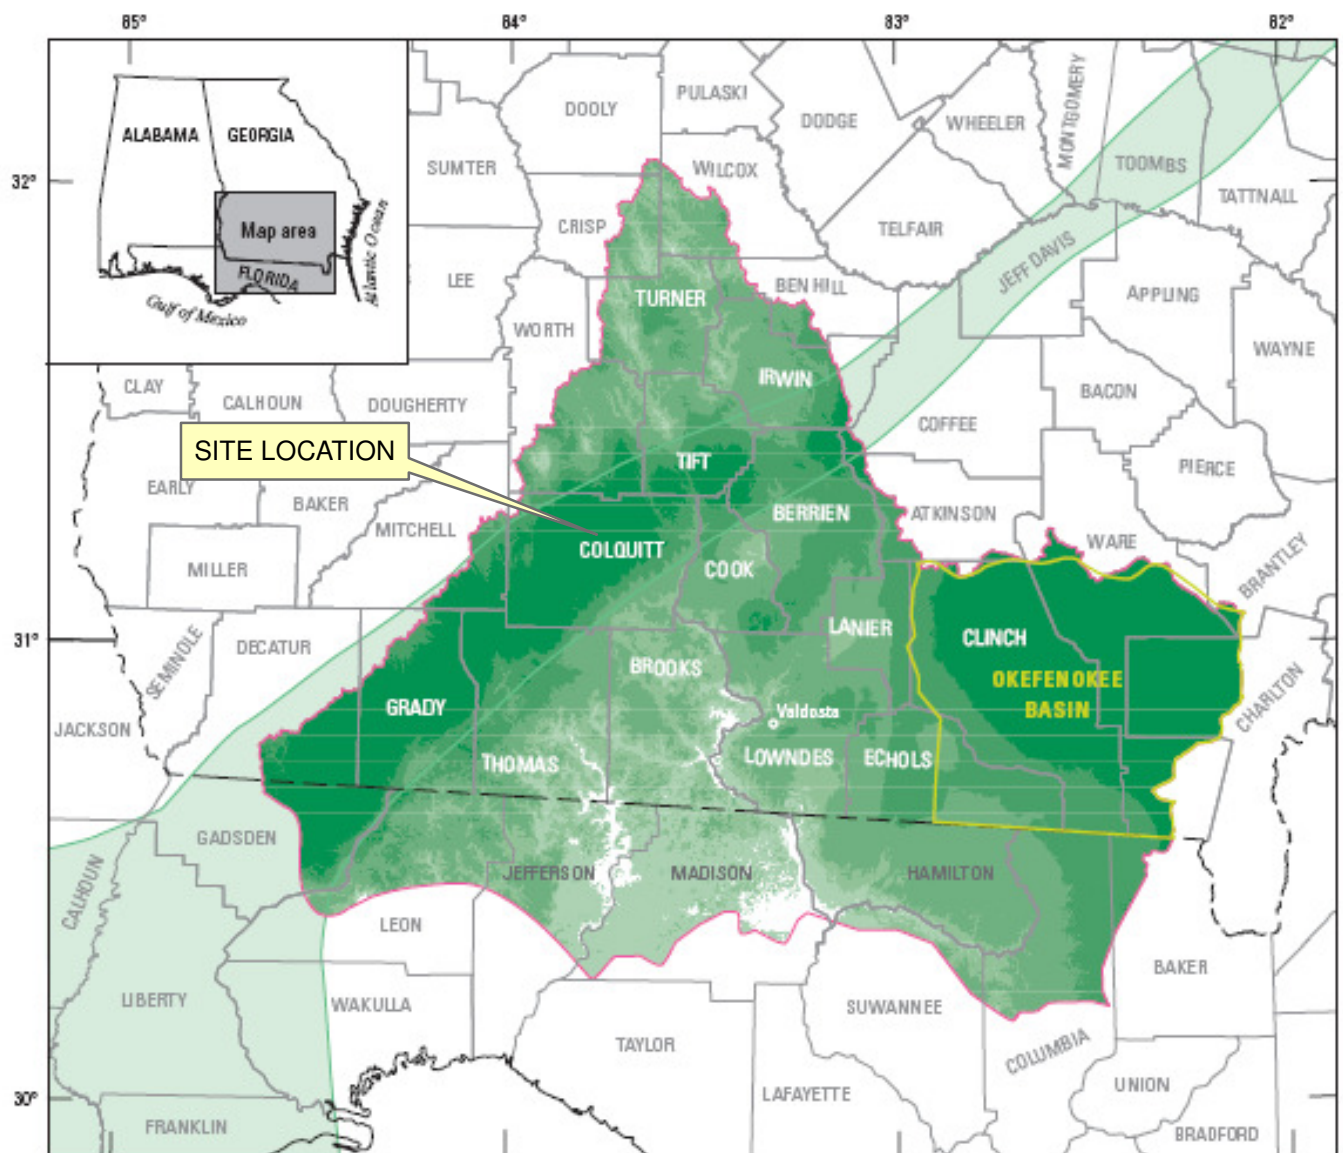 85°
84°
83°
82°
32°
31°
30°
ALABAMA
GEORGIA
Map area
FLORIDA
Gulf of Mexico
Atlantic Ocean
DOOLY
PULASKI
DODGE
WHEELER
MONTGOMERY
TOOMBS
TATTNALL
SUMTER
WILCOX
CRISP
TELFAIR
JEFF DAVIS
APPLING
LEE
TURNER
BEN HILL
WORTH
WAYNE
IRWIN
CLAY
CALHOUN
DOUGHERTY
BACON
COFFEE
SITE LOCATION
TIFT
PIERCE
EARLY
BAKER
MITCHELL
BERRIEN
ATKINSON
WARE
BRANTLEY
COLQUITT
COOK
MILLER
LANIER
CLINCH
SEMINOLE
DECATUR
BROOKS
OKEFENOKEE
BASIN
CHARLTON
GRADY
Valdosta
JACKSON
THOMAS
LOWNDES
ECHOLS
GADSDEN
JEFFERSON
MADISON
HAMILTON
CALHOUN
LEON
BAKER
LIBERTY
WAKULLA
SUWANNEE
TAYLOR
COLUMBIA
LAFAYETTE
UNION
FRANKLIN
BRADFORD